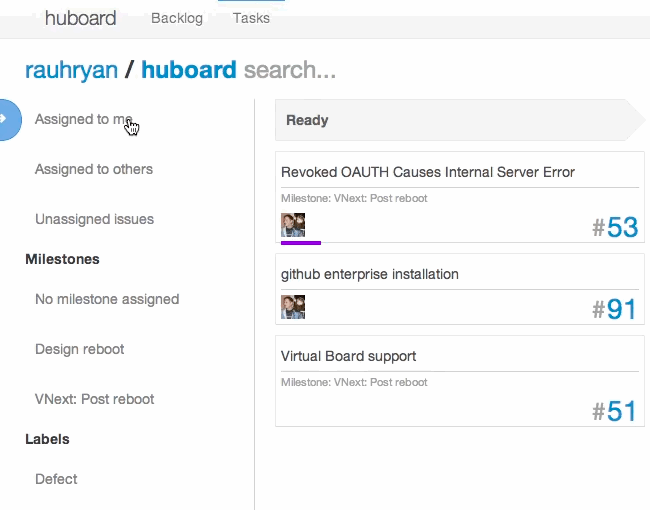 huboard Backlog Tasks
rauhryan / huboard search...
Assigned to me
Assigned to others
Unassigned issues
Milestones
No milestone assigned
Design reboot
VNext: Post reboot
Labels
Defect
Ready
Revoked OAUTH Causes Internal Server Error
Milestone: VNext: Post reboot
#53
github enterprise installation
#91
Virtual Board support
Milestone: VNext: Post reboot
#51